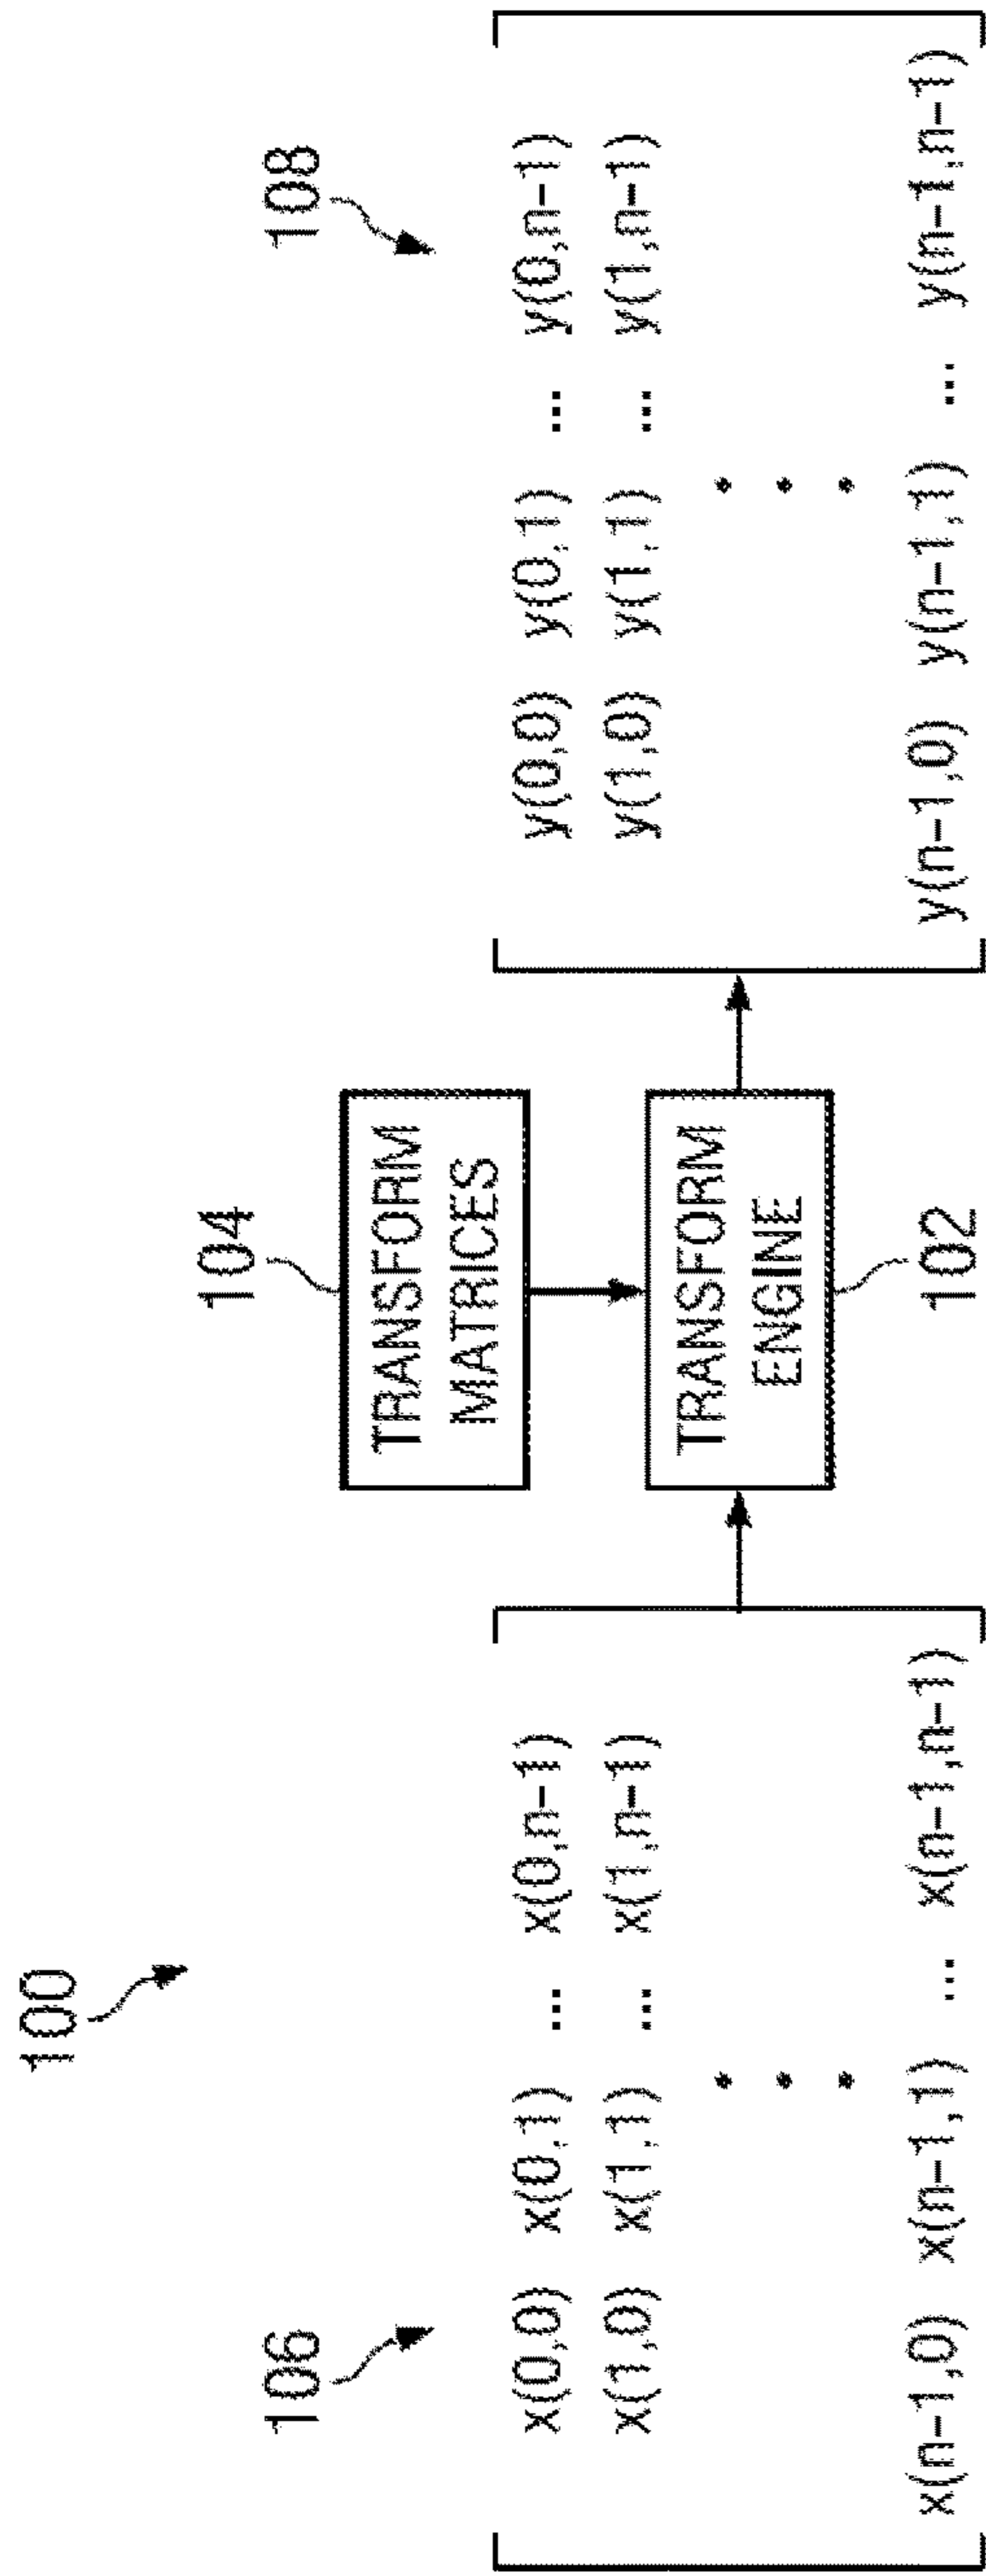 100
106
x(0,0) x(0,1) ... x(0,n-1)
x(1,0) x(1,1) ... x(1,n-1)
x(n-1,0) x(n-1,1) ... x(n-1,n-1)
104
TRANSFORM
MATRICES
TRANSFORM
ENGINE
102
108
y(0,0) y(0,1) ... y(0,n-1)
y(1,0) y(1,1) ... y(1,n-1)
y(n-1,0) y(n-1,1) ... y(n-1,n-1)